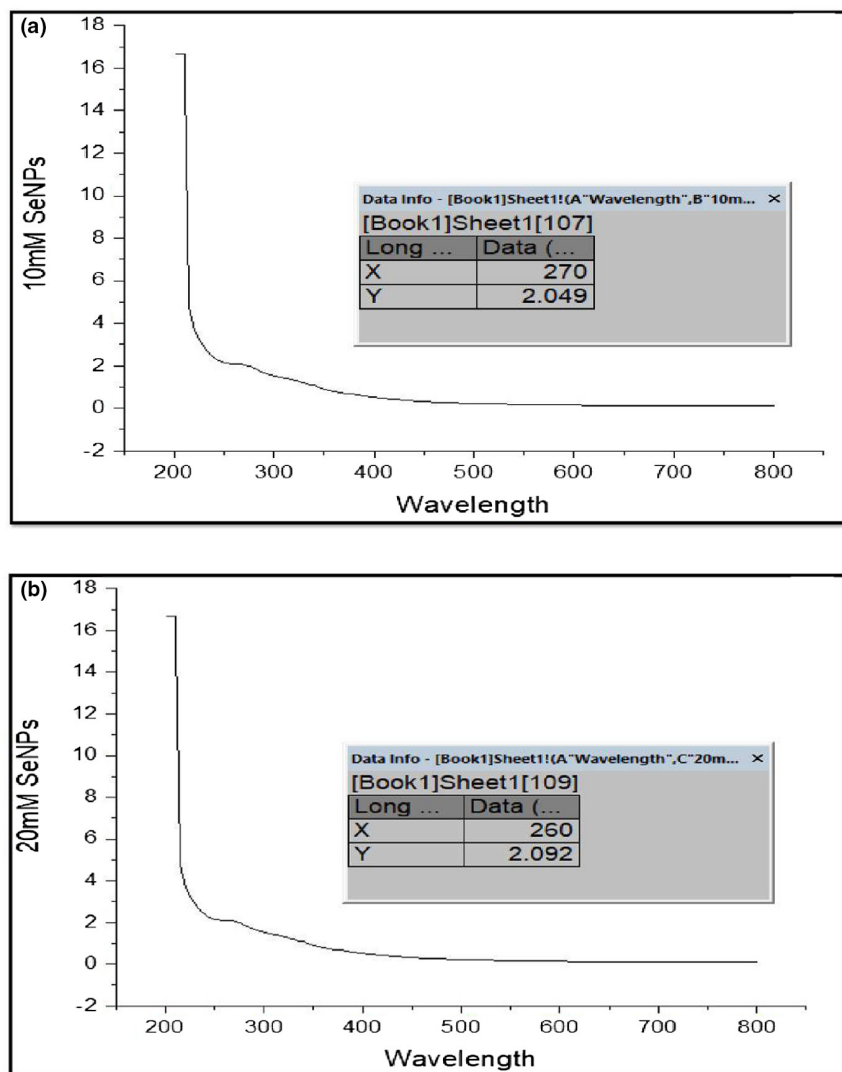 (a)
18
16
14
12
10
8
6
4
2
0
-2
10mM SeNPs
200 300 400 500 600 700 800
Wavelength
Data Info - [Book1]Sheet1!(A"Wavelength",B"10m... ×
[Book1]Sheet1[107]
Long ... Data (...
X 270
Y 2.049
(b)
18
16
14
12
10
8
6
4
2
0
-2
20mM SeNPs
200 300 400 500 600 700 800
Wavelength
Data Info - [Book1]Sheet1!(A"Wavelength",C"20m... ×
[Book1]Sheet1[109]
Long ... Data (...
X 260
Y 2.092